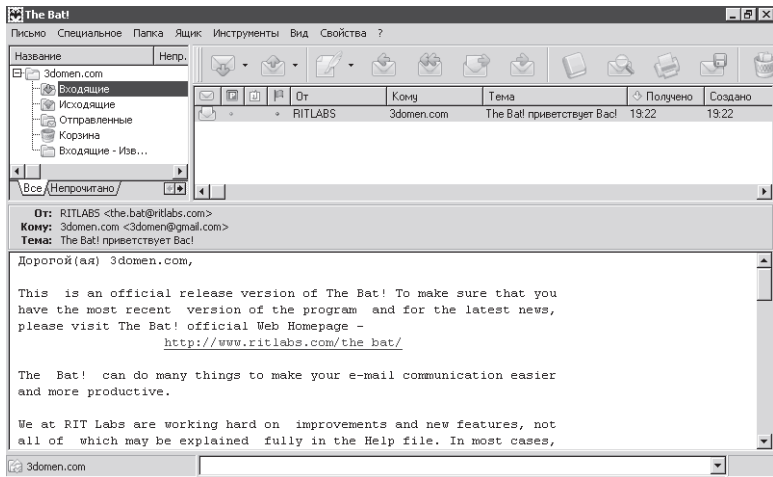 The Bat!
Письмо Специальное Папка Ящик Инструменты Вид Свойства ?
Название Непр.
3domen.com
Входящие
Исходящие
Отправленные
Корзина
Входящие - Изв...
Все Непрочитано
От Кому Тема Получено Создано
RITLABS 3domen.com The Bat! приветствует Вас! 19:22 19:22
От: RITLABS <the.bat@ritlabs.com>
Кому: 3domen.com <3domen@gmail.com>
Тема: The Bat! приветствует Вас!
Дорогой(ая) 3domen.com,
This is an official release version of The Bat! To make sure that you
have the most recent version of the program and for the latest news,
please visit The Bat! official Web Homepage -
http://www.ritlabs.com/the bat/
The Bat! can do many things to make your e-mail communication easier
and more productive.
We at RIT Labs are working hard on improvements and new features, not
all of which may be explained fully in the Help file. In most cases,
3domen.com